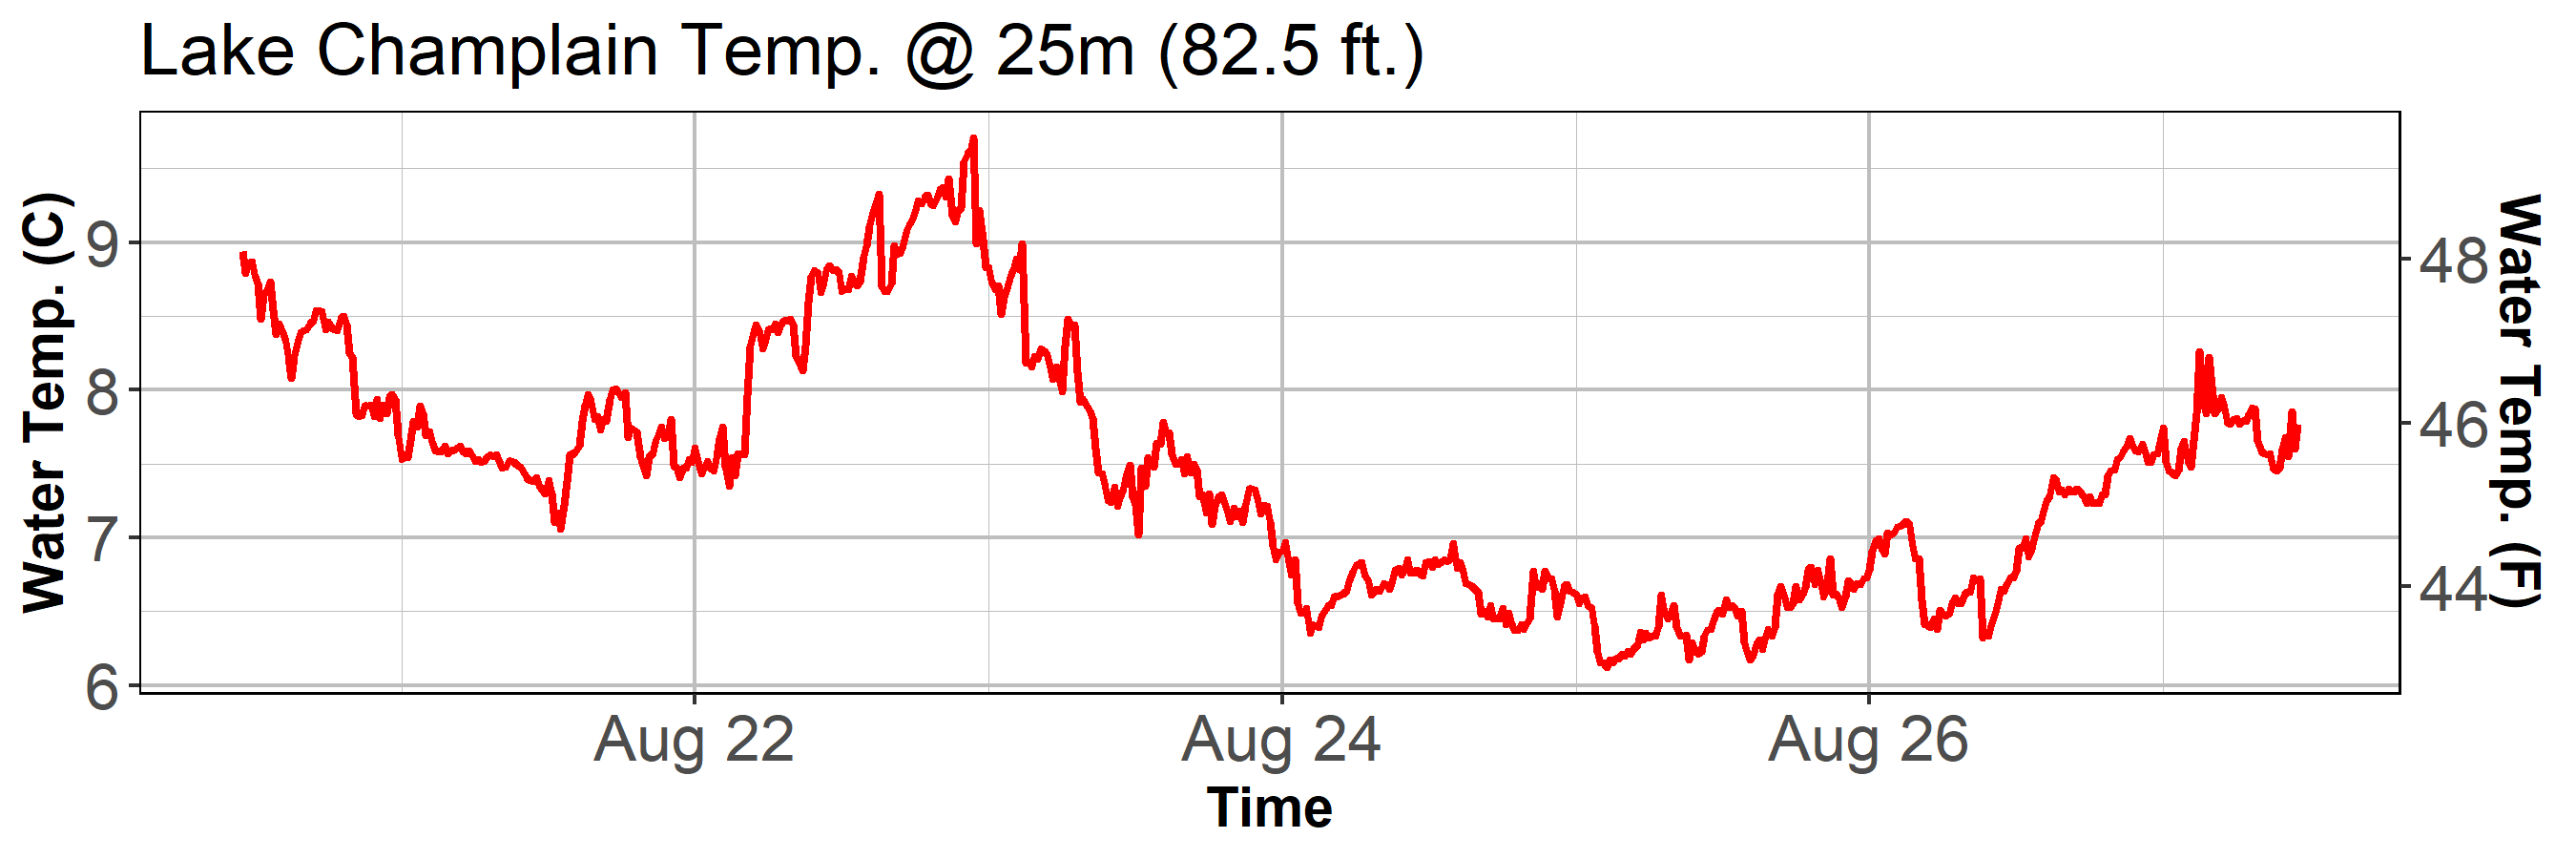 Lake Champlain Temp. @ 25m (82.5 ft.)
Water Temp. (C)
9
8
7
6
48
46
44
Water Temp. (F)
Aug 22
Aug 24
Aug 26
Time